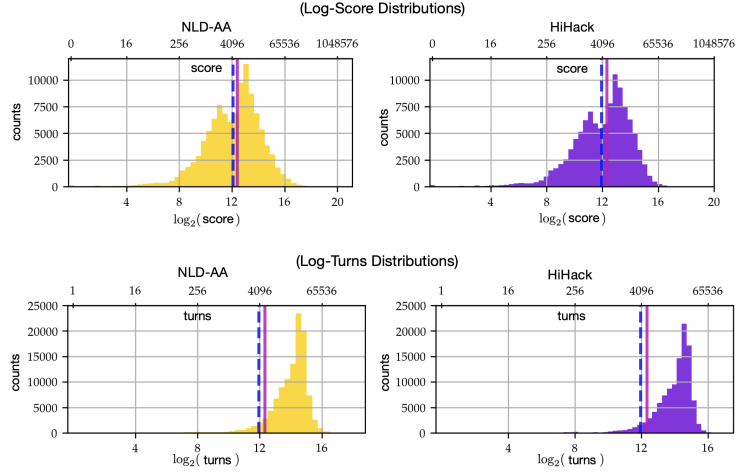 (Log-Score Distributions)
NLD-AA
HiHack
0 16 256 4096 65536 1048576
0 16 256 4096 65536 1048576
score
score
counts
10000
7500
5000
2500
0
counts
10000
7500
5000
2500
0
4 8 12 16 20
4 8 12 16 20
log2(score)
log2(score)
(Log-Turns Distributions)
NLD-AA
HiHack
1 16 256 4096 65536
1 16 256 4096 65536
turns
turns
counts
25000
20000
15000
10000
5000
0
counts
25000
20000
15000
10000
5000
0
4 8 12 16
4 8 12 16
log2( turns)
log2( turns)